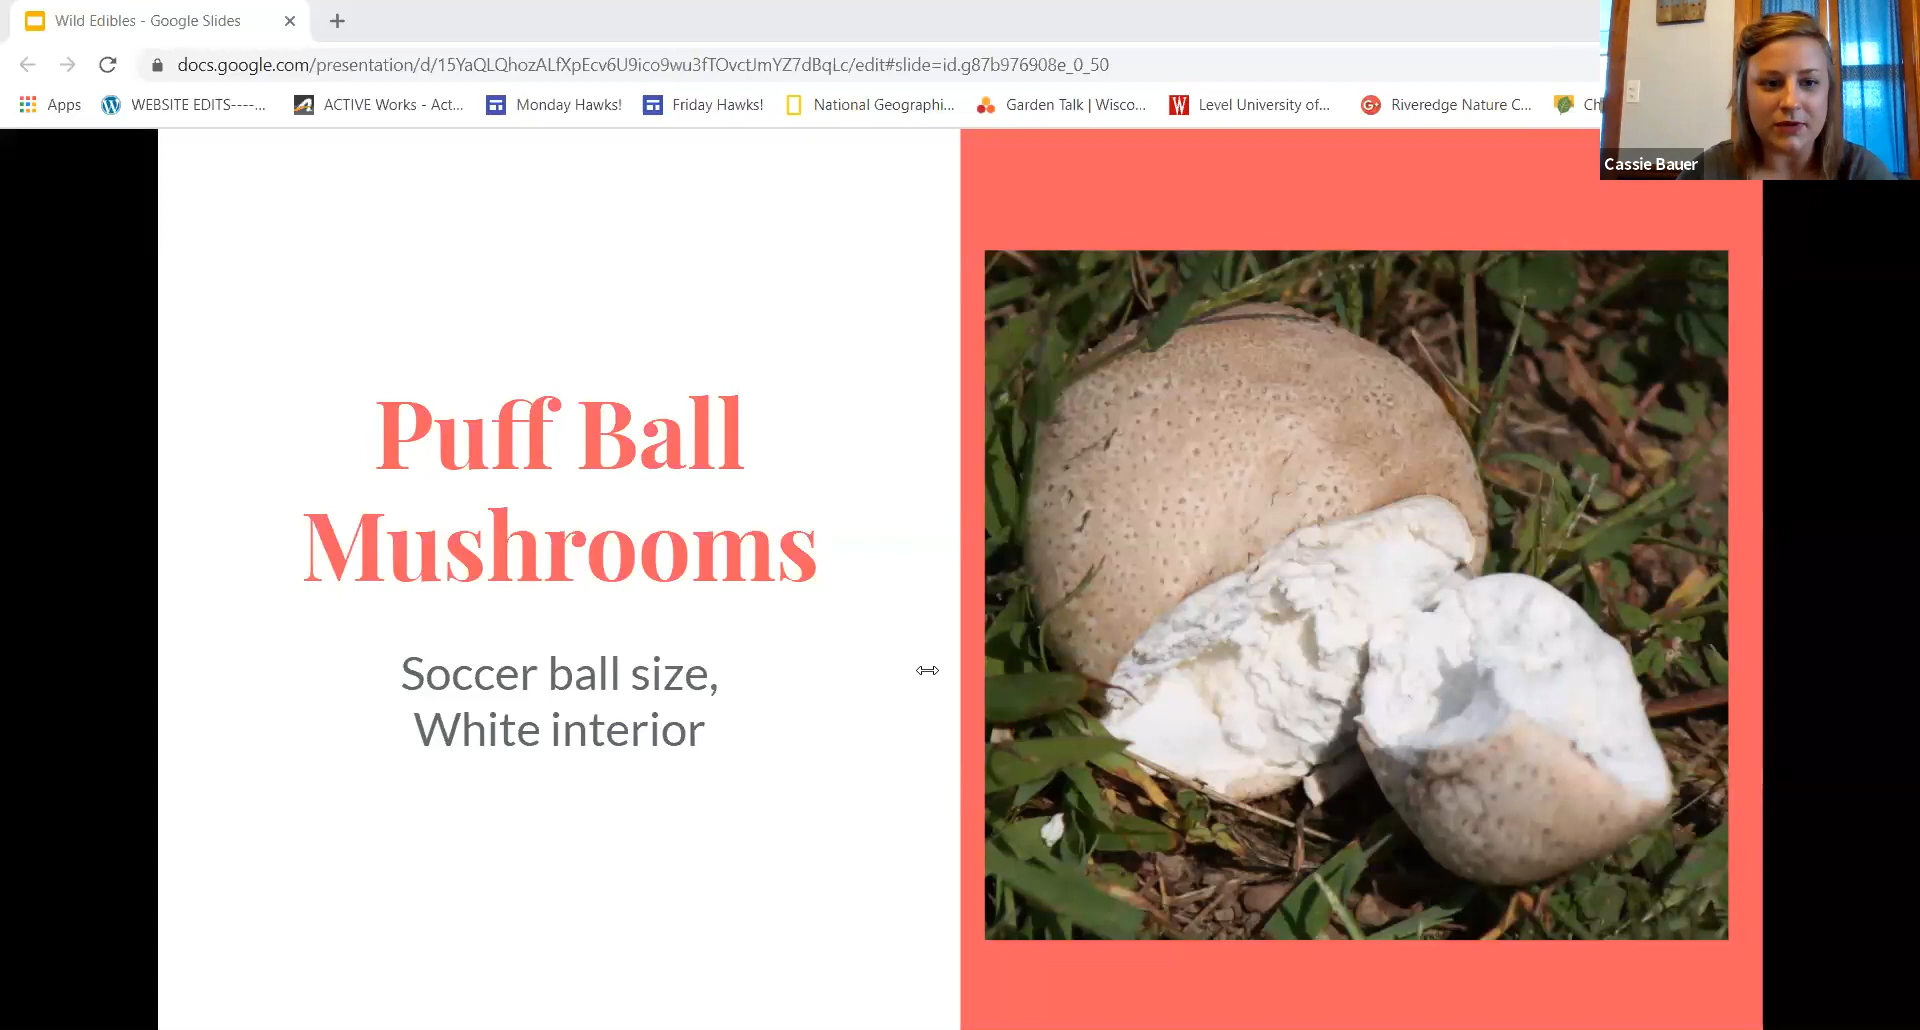 Wild Edibles - Google Slides
docs.google.com/presentation/d/15YaQLQhozALfXpEcv6U9ico9wu3fTOvctJmYZ7dBqLc/edit#slide=id.g87b976908e_0_50
Apps WEBSITE EDITS----... ACTIVE Works - Act... Monday Hawks! Friday Hawks! National Geographi... Garden Talk | Wisco... Level University of... Riveredge Nature C... Ch
Cassie Bauer
Puff Ball
Mushrooms
Soccer ball size,
White interior